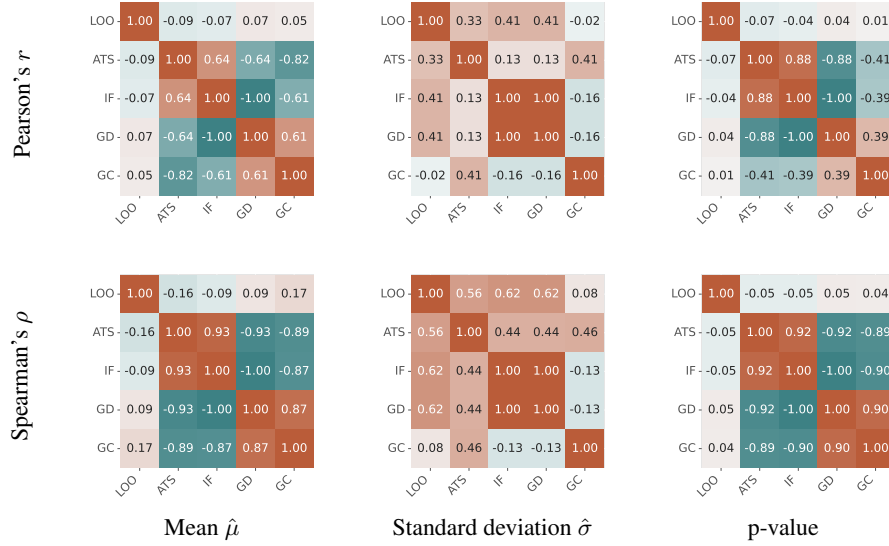 Pearson's r
LOO 1.00 -0.09 -0.07 0.07 0.05
ATS -0.09 1.00 0.64 -0.64 -0.82
IF -0.07 0.64 1.00 -1.00 -0.61
GD 0.07 -0.64 -1.00 1.00 0.61
GC 0.05 -0.82 -0.61 0.61 1.00
LOO ATS IF GD GC
LOO 1.00 0.33 0.41 0.41 -0.02
ATS 0.33 1.00 0.13 0.13 0.41
IF 0.41 0.13 1.00 1.00 -0.16
GD 0.41 0.13 1.00 1.00 -0.16
GC -0.02 0.41 -0.16 -0.16 1.00
LOO ATS IF GD GC
LOO 1.00 -0.07 -0.04 0.04 0.01
ATS -0.07 1.00 0.88 -0.88 -0.41
IF -0.04 0.88 1.00 -1.00 -0.39
GD 0.04 -0.88 -1.00 1.00 0.39
GC 0.01 -0.41 -0.39 0.39 1.00
LOO ATS IF GD GC
Spearman's ρ
LOO 1.00 -0.16 -0.09 0.09 0.17
ATS -0.16 1.00 0.93 -0.93 -0.89
IF -0.09 0.93 1.00 -1.00 -0.87
GD 0.09 -0.93 -1.00 1.00 0.87
GC 0.17 -0.89 -0.87 0.87 1.00
LOO ATS IF GD GC
LOO 1.00 0.56 0.62 0.62 0.08
ATS 0.56 1.00 0.44 0.44 0.46
IF 0.62 0.44 1.00 1.00 -0.13
GD 0.62 0.44 1.00 1.00 -0.13
GC 0.08 0.46 -0.13 -0.13 1.00
LOO ATS IF GD GC
LOO 1.00 -0.05 -0.05 0.05 0.04
ATS -0.05 1.00 0.92 -0.92 -0.89
IF -0.05 0.92 1.00 -1.00 -0.90
GD 0.05 -0.92 -1.00 1.00 0.90
GC 0.04 -0.89 -0.90 0.90 1.00
LOO ATS IF GD GC
Mean μ̂
Standard deviation σ̂
p-value